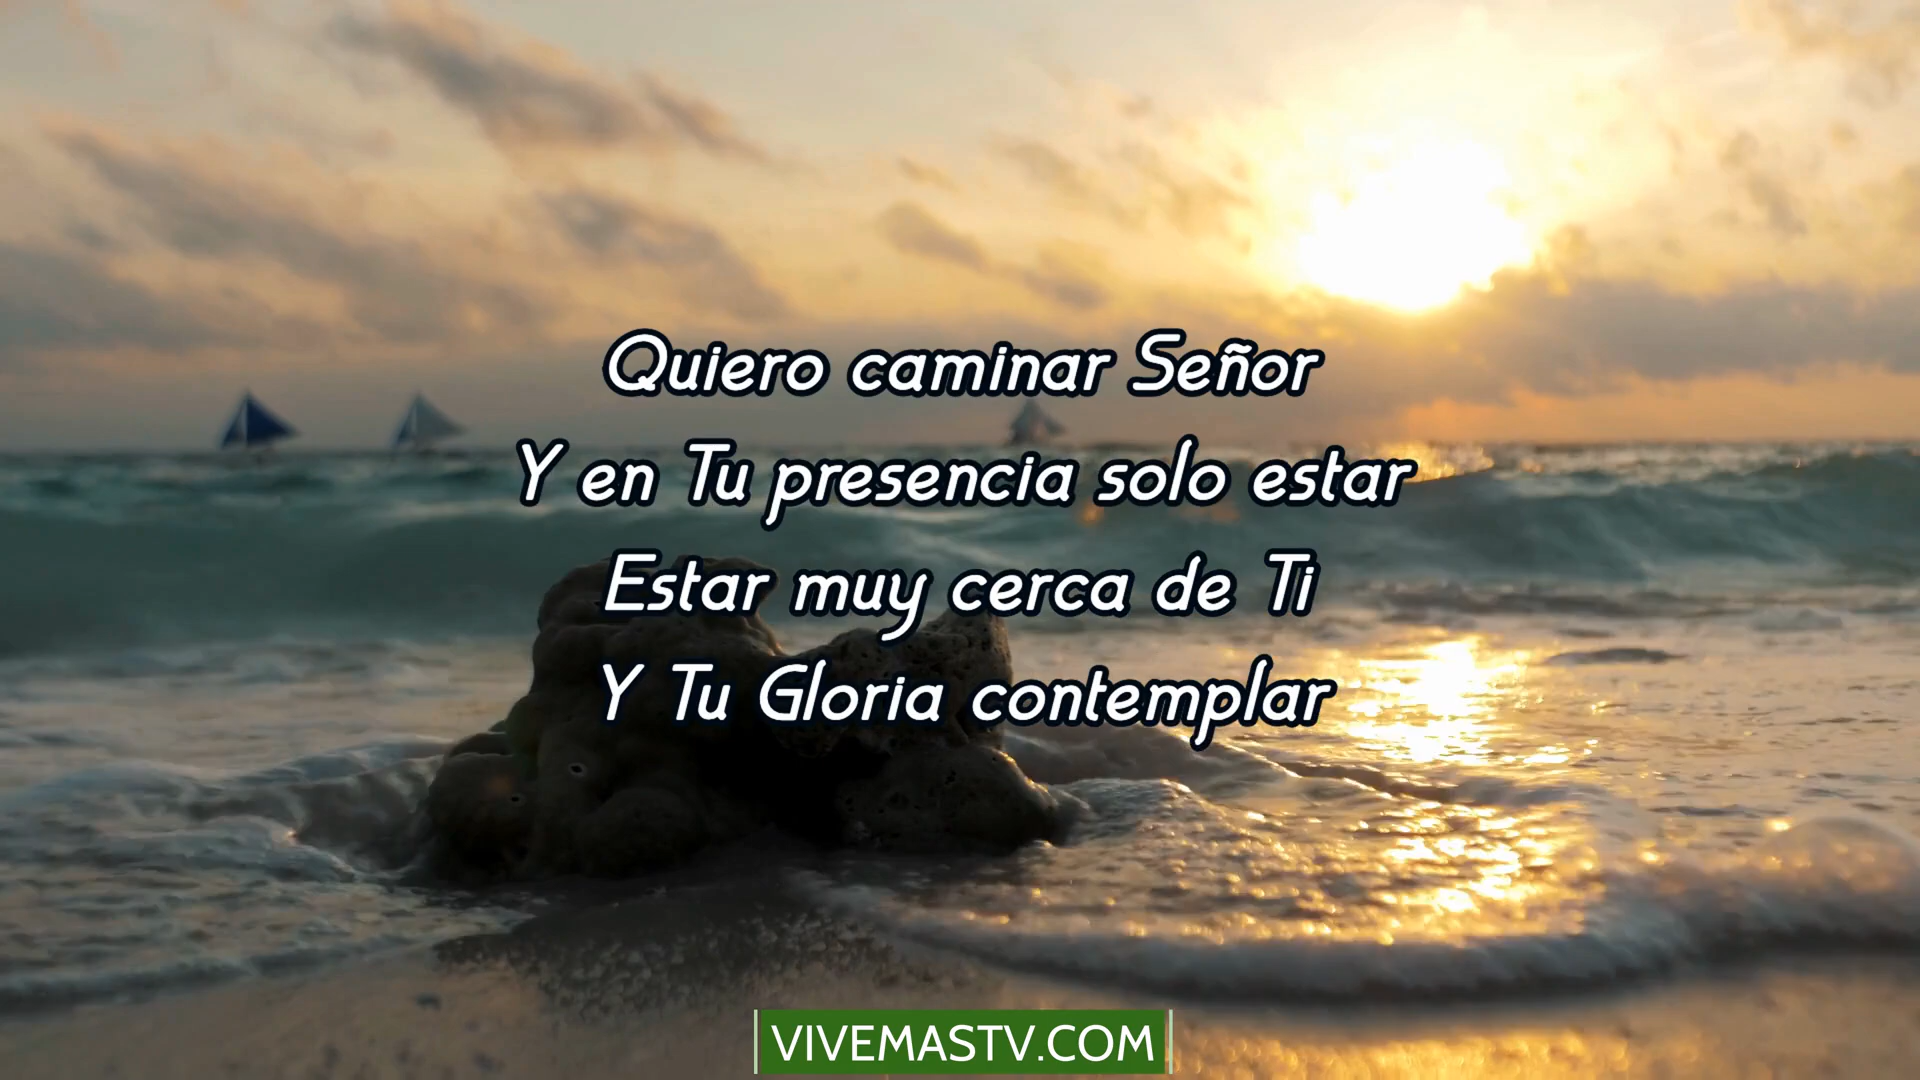 Quiero caminar Señor
Y en Tu presencia solo estar
Estar muy cerca de Ti
Y Tu Gloria contemplar
VIVEMASTV.COM